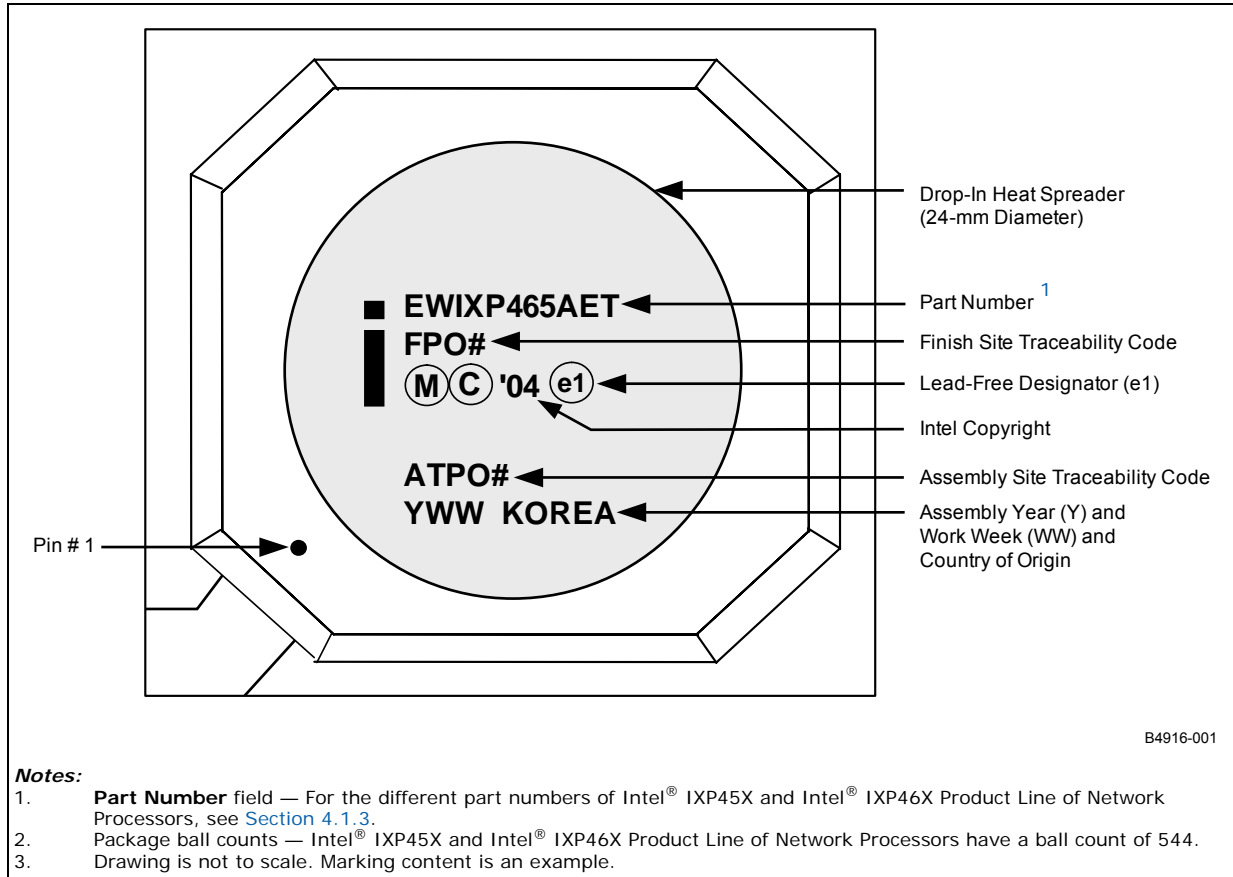 EWIXP465AET
FPO#
M C '04 e1
ATPO#
YWW KOREA
Pin # 1
Drop-In Heat Spreader
(24-mm Diameter)
Part Number 1
Finish Site Traceability Code
Lead-Free Designator (e1)
Intel Copyright
Assembly Site Traceability Code
Assembly Year (Y) and
Work Week (WW) and
Country of Origin
B4916-001
Notes:
1. Part Number field — For the different part numbers of Intel® IXP45X and Intel® IXP46X Product Line of Network
Processors, see Section 4.1.3.
2. Package ball counts — Intel® IXP45X and Intel® IXP46X Product Line of Network Processors have a ball count of 544.
3. Drawing is not to scale. Marking content is an example.